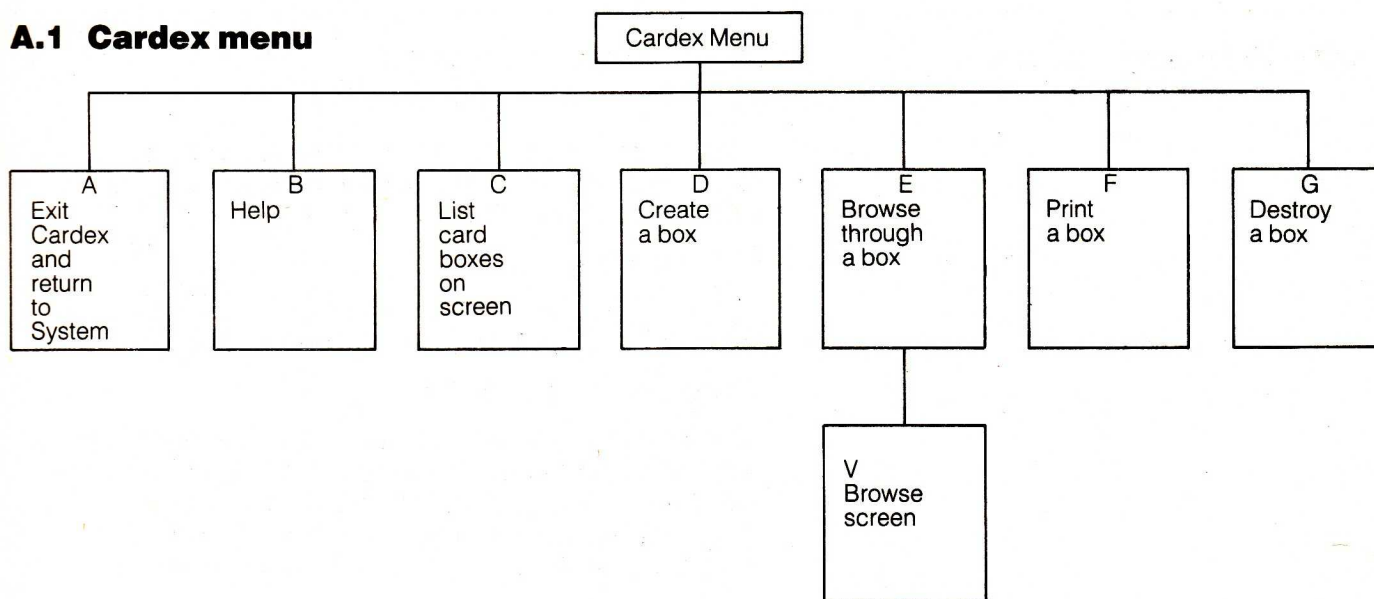 A.1 Cardex menu
Cardex Menu
A
Exit
Cardex
and
return
to
System
B
Help
C
List
card
boxes
on
screen
D
Create
a box
E
Browse
through
a box
F
Print
a box
G
Destroy
a box
V
Browse
screen